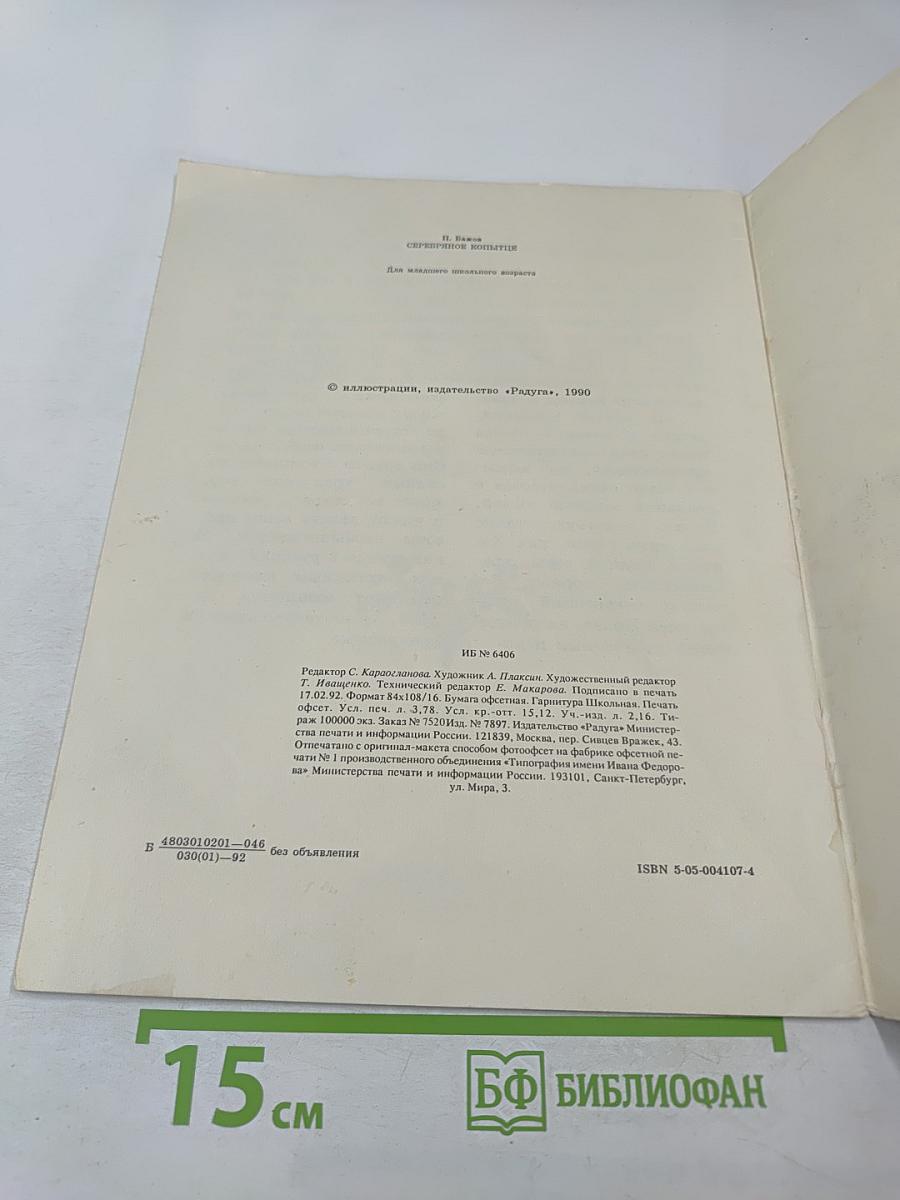 П. Бажов
СЕРЕБРЯНОЕ КОПЫТЦЕ
Для младшего школьного возраста
© иллюстрации, издательство «Радуга», 1990
ИБ № 6406
Редактор С. Караогланова. Художник А. Плаксин. Художественный редактор
Т. Иващенко. Технический редактор Е. Макарова. Подписано в печать
17.02.92. Формат 84х108/16. Бумага офсетная. Гарнитура Школьная. Печать
офсет. Усл. печ. л. 3,78. Усл. кр.-отт. 15,12. Уч.-изд. л. 2,16. Ти-
раж 100000 экз. Заказ № 7520 Изд. № 7897. Издательство «Радуга» Министер-
ства печати и информации России. 121839, Москва, пер. Сивцев Вражек, 43.
Отпечатано с оригинал-макета способом фотоофсет на фабрике офсетной пе-
чати № 1 производственного объединения «Типография имени Ивана Федоро-
ва» Министерства печати и информации России. 193101, Санкт-Петербург,
ул. Мира, 3.
Б 4803010201—046
030(01)—92 без объявления
ISBN 5-05-004107-4
15 см
БФ БИБЛИОФАН